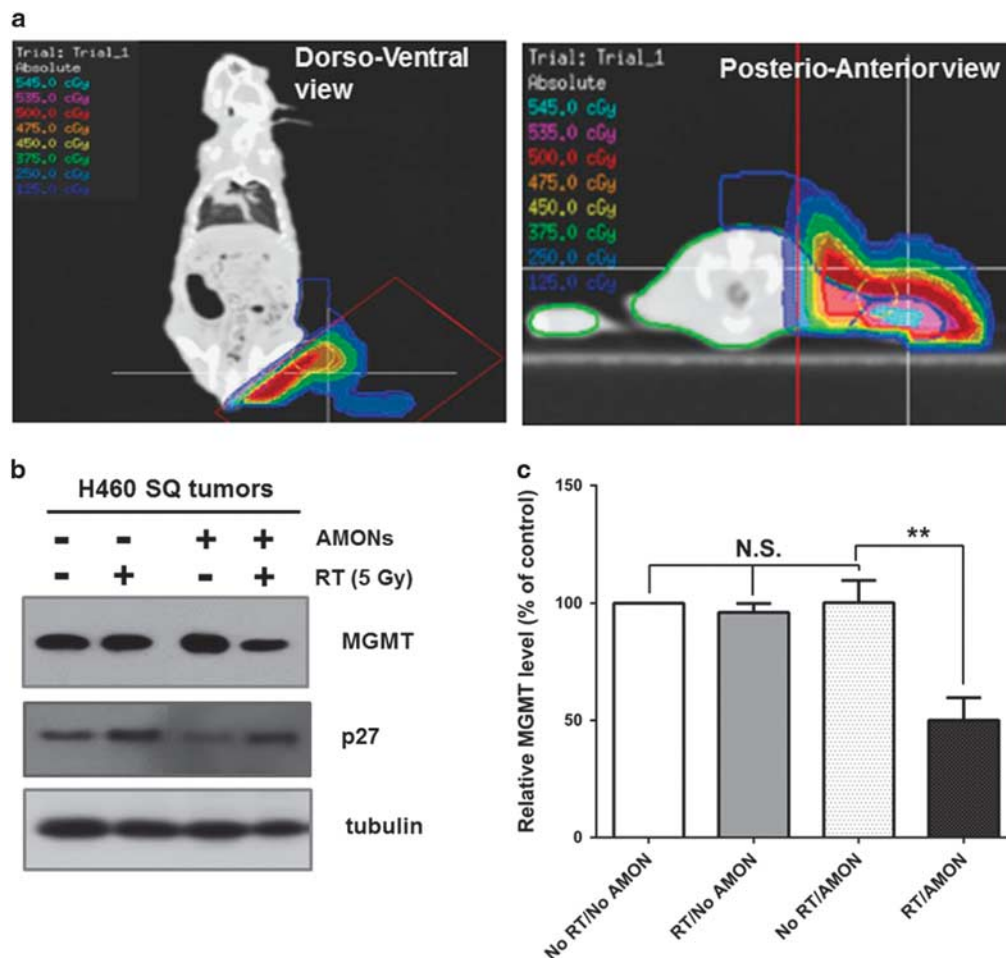 a
Trial: Trial_1
Absolute
545.0 cGy
535.0 cGy
500.0 cGy
475.0 cGy
450.0 cGy
375.0 cGy
250.0 cGy
125.0 cGy
Dorso-Ventral
view
Trial: Trial_1
Absolute
545.0 cGy
535.0 cGy
500.0 cGy
475.0 cGy
450.0 cGy
375.0 cGy
250.0 cGy
125.0 cGy
Posterio-Anterior view
b
H460 SQ tumors
- - + + AMONs
- + - + RT (5 Gy)
MGMT
p27
tubulin
c
Relative MGMT level (% of control)
150
100
50
0
N.S.
**
No RT/No AMON
RT/No AMON
No RT/AMON
RT/AMON